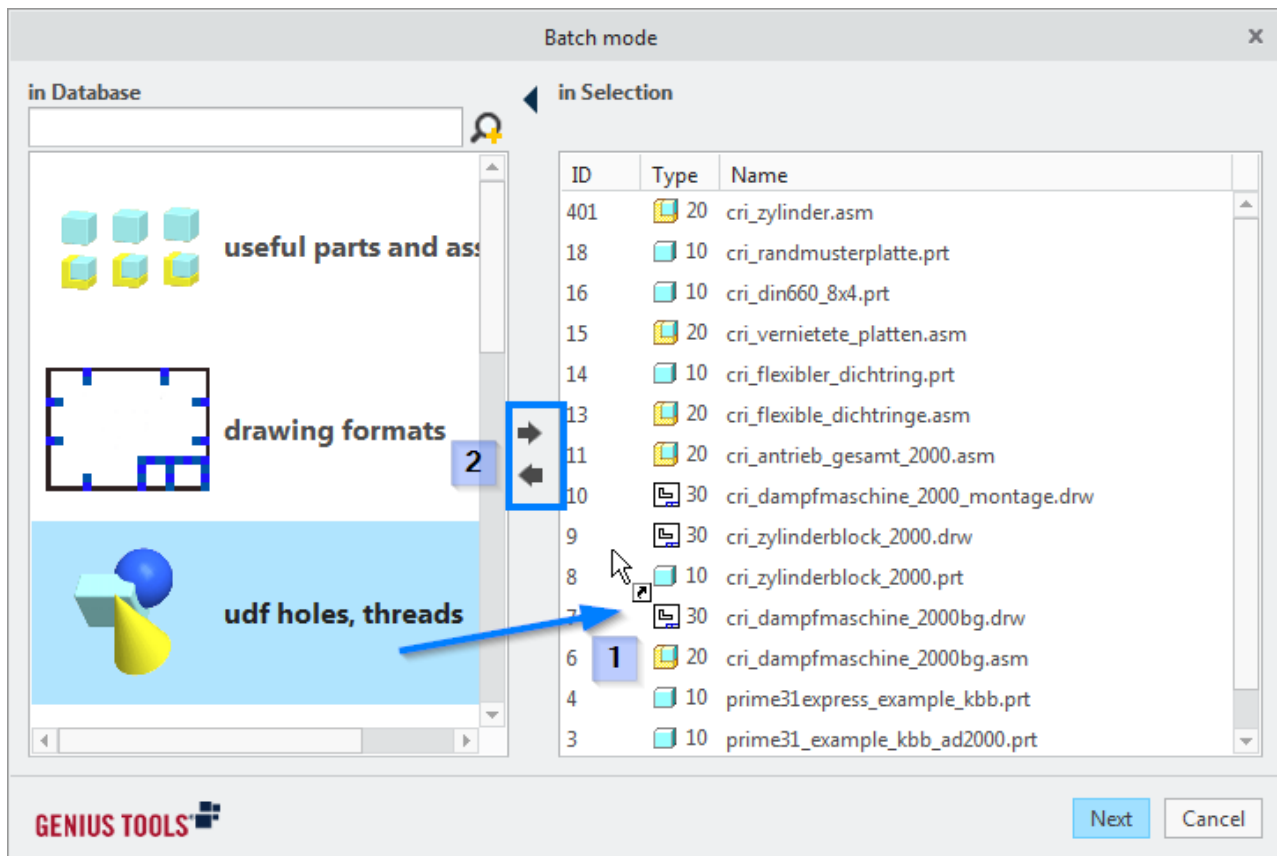 Batch mode
in Database
in Selection
ID Type Name
401 20 cri_zylinder.asm
18 10 cri_randmusterplatte.prt
16 10 cri_din660_8x4.prt
15 20 cri_vernietete_platten.asm
14 10 cri_flexibler_dichtring.prt
13 20 cri_flexible_dichtringe.asm
11 20 cri_antrieb_gesamt_2000.asm
10 30 cri_dampfmaschine_2000_montage.drw
9 30 cri_zylinderblock_2000.drw
8 10 cri_zylinderblock_2000.prt
7 30 cri_dampfmaschine_2000bg.drw
6 20 cri_dampfmaschine_2000bg.asm
4 10 prime31express_example_kbb.prt
3 10 prime31_example_kbb_ad2000.prt
useful parts and ass
drawing formats
udf holes, threads
2
1
GENIUS TOOLS
Next
Cancel